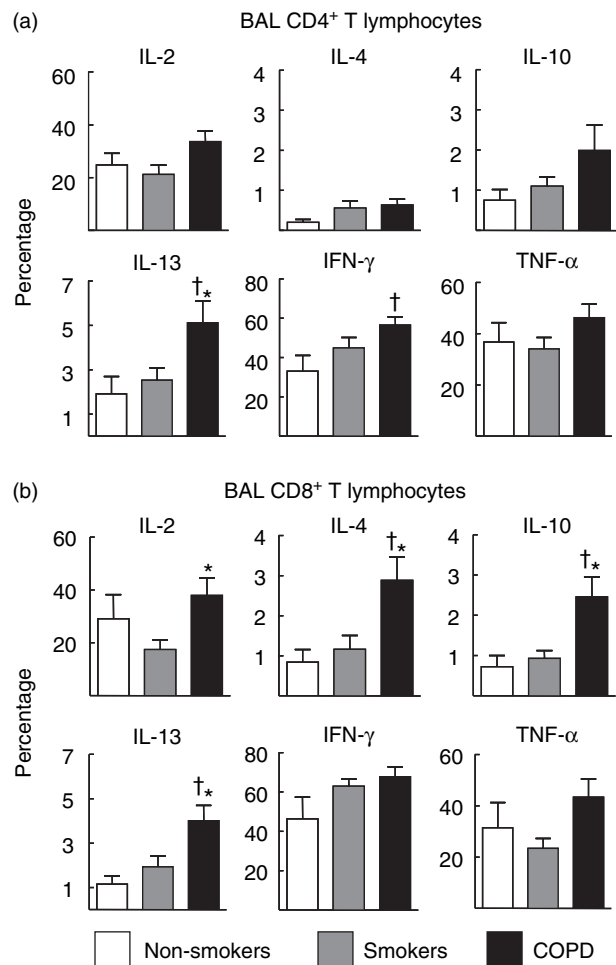 (a) BAL CD4⁺ T lymphocytes
IL-2 IL-4 IL-10
60 4 4
40 3 3
20 2 2
1 1
Percentage
IL-13 IFN-γ TNF-α
7 80 60
5 60 40
3 40 20
1 20
†* †
(b) BAL CD8⁺ T lymphocytes
IL-2 IL-4 IL-10
60 4 4
40 3 3
20 2 2
1 1
* †* †*
Percentage
IL-13 IFN-γ TNF-α
7 80 60
5 60 40
3 40 20
1 20
†*
Non-smokers Smokers COPD